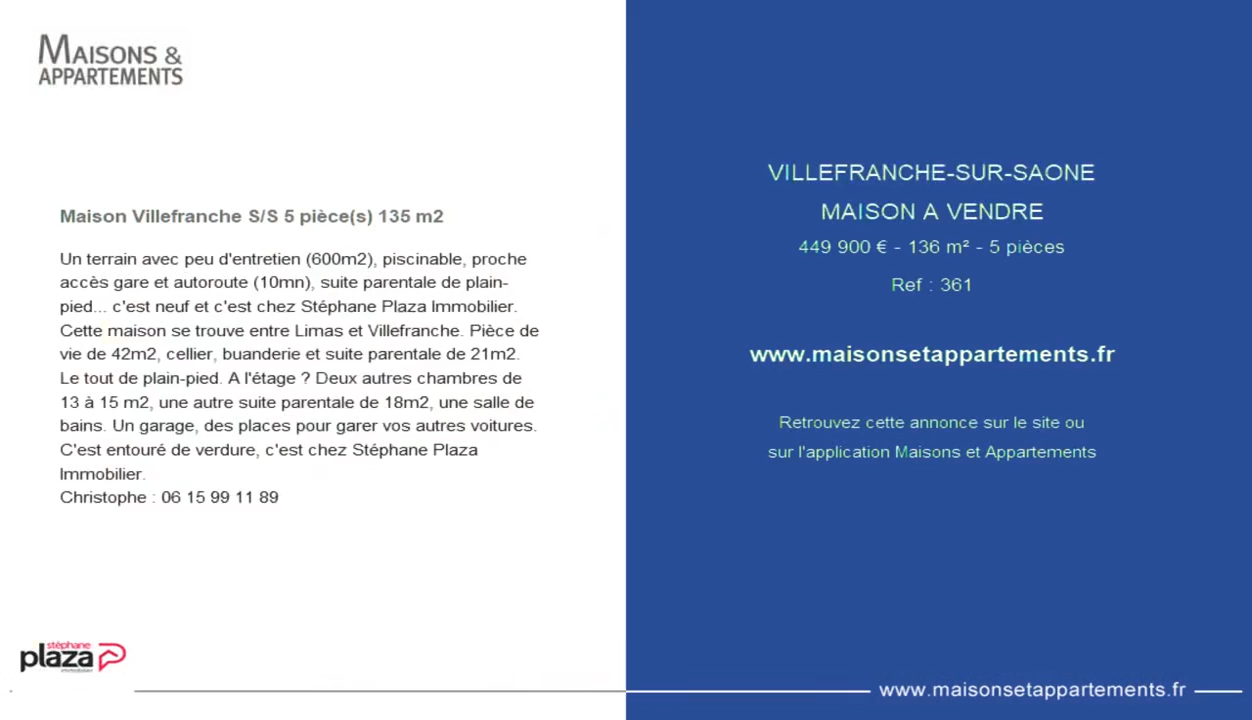 MAISONS &
APPARTEMENTS
Maison Villefranche S/S 5 pièce(s) 135 m2
Un terrain avec peu d'entretien (600m2), piscinable, proche
accès gare et autoroute (10mn), suite parentale de plain-
pied... c'est neuf et c'est chez Stéphane Plaza Immobilier.
Cette maison se trouve entre Limas et Villefranche. Pièce de
vie de 42m2, cellier, buanderie et suite parentale de 21m2.
Le tout de plain-pied. A l'étage ? Deux autres chambres de
13 à 15 m2, une autre suite parentale de 18m2, une salle de
bains. Un garage, des places pour garer vos autres voitures.
C'est entouré de verdure, c'est chez Stéphane Plaza
Immobilier.
Christophe : 06 15 99 11 89
stéphane
plaza
immobilier
VILLEFRANCHE-SUR-SAONE
MAISON A VENDRE
449 900 € - 136 m² - 5 pièces
Ref : 361
www.maisonsetappartements.fr
Retrouvez cette annonce sur le site ou
sur l'application Maisons et Appartements
www.maisonsetappartements.fr